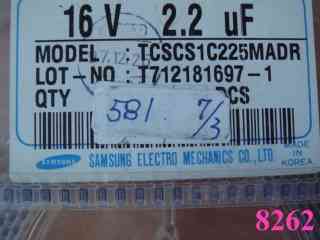 16 V 2.2 uF
MODEL : TCSCS1C225MADR
LOT-NO : T712181697-1
QTY PCS
581 7/3
SAMSUNG SAMSUNG ELECTRO MECHANICS CO., LTD. MADE IN KOREA
8262